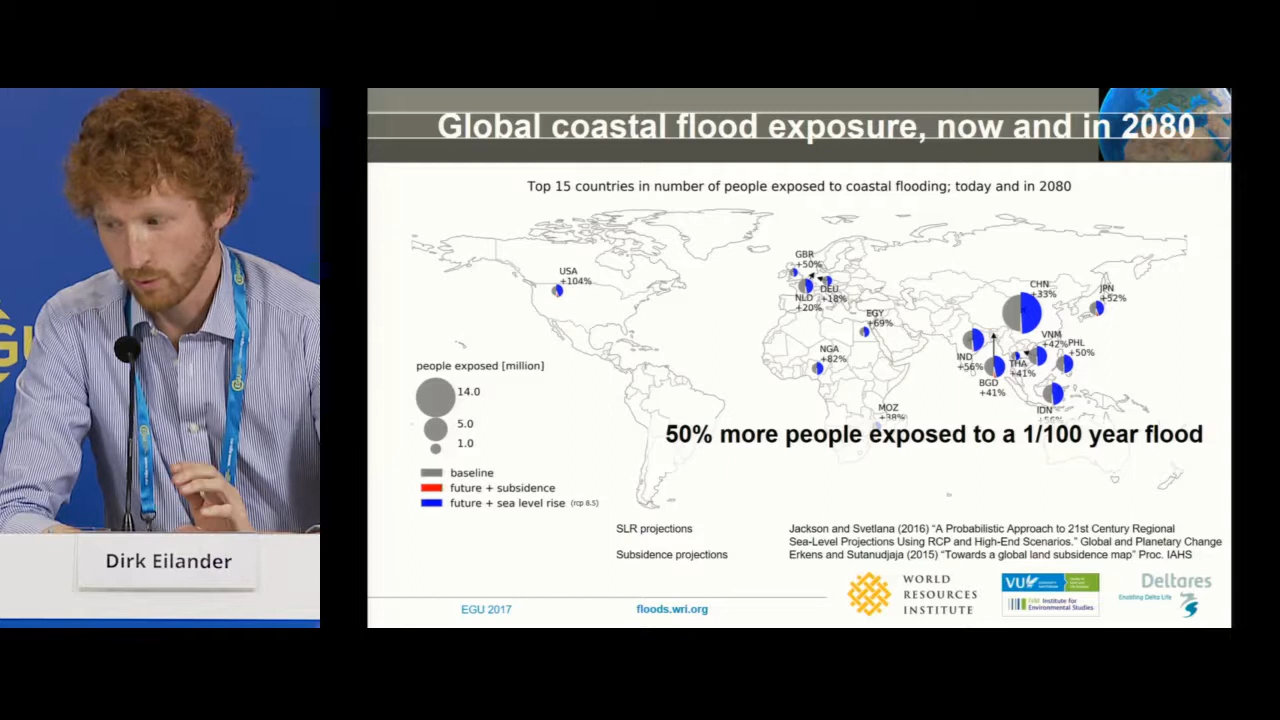 Global coastal flood exposure, now and in 2080
Top 15 countries in number of people exposed to coastal flooding; today and in 2080
USA
+104%
GBR
+50%
NLD
+20%
DEU
+18%
EGY
+69%
NGA
+82%
MOZ
+38%
CHN
+33%
JPN
+52%
IND
+56%
BGD
+41%
THA
+41%
VNM
+42%
PHL
+50%
IDN
+56%
people exposed [million]
14.0
5.0
1.0
baseline
future + subsidence
future + sea level rise (rcp 8.5)
50% more people exposed to a 1/100 year flood
SLR projections
Jackson and Svetlana (2016) “A Probabilistic Approach to 21st Century Regional
Sea-Level Projections Using RCP and High-End Scenarios.” Global and Planetary Change
Subsidence projections
Erkens and Sutanudjaja (2015) “Towards a global land subsidence map” Proc. IAHS
EGU 2017
floods.wri.org
WORLD
RESOURCES
INSTITUTE
VU
Institute for
Environmental Studies
Deltares
Enabling Delta Life
Dirk Eilander